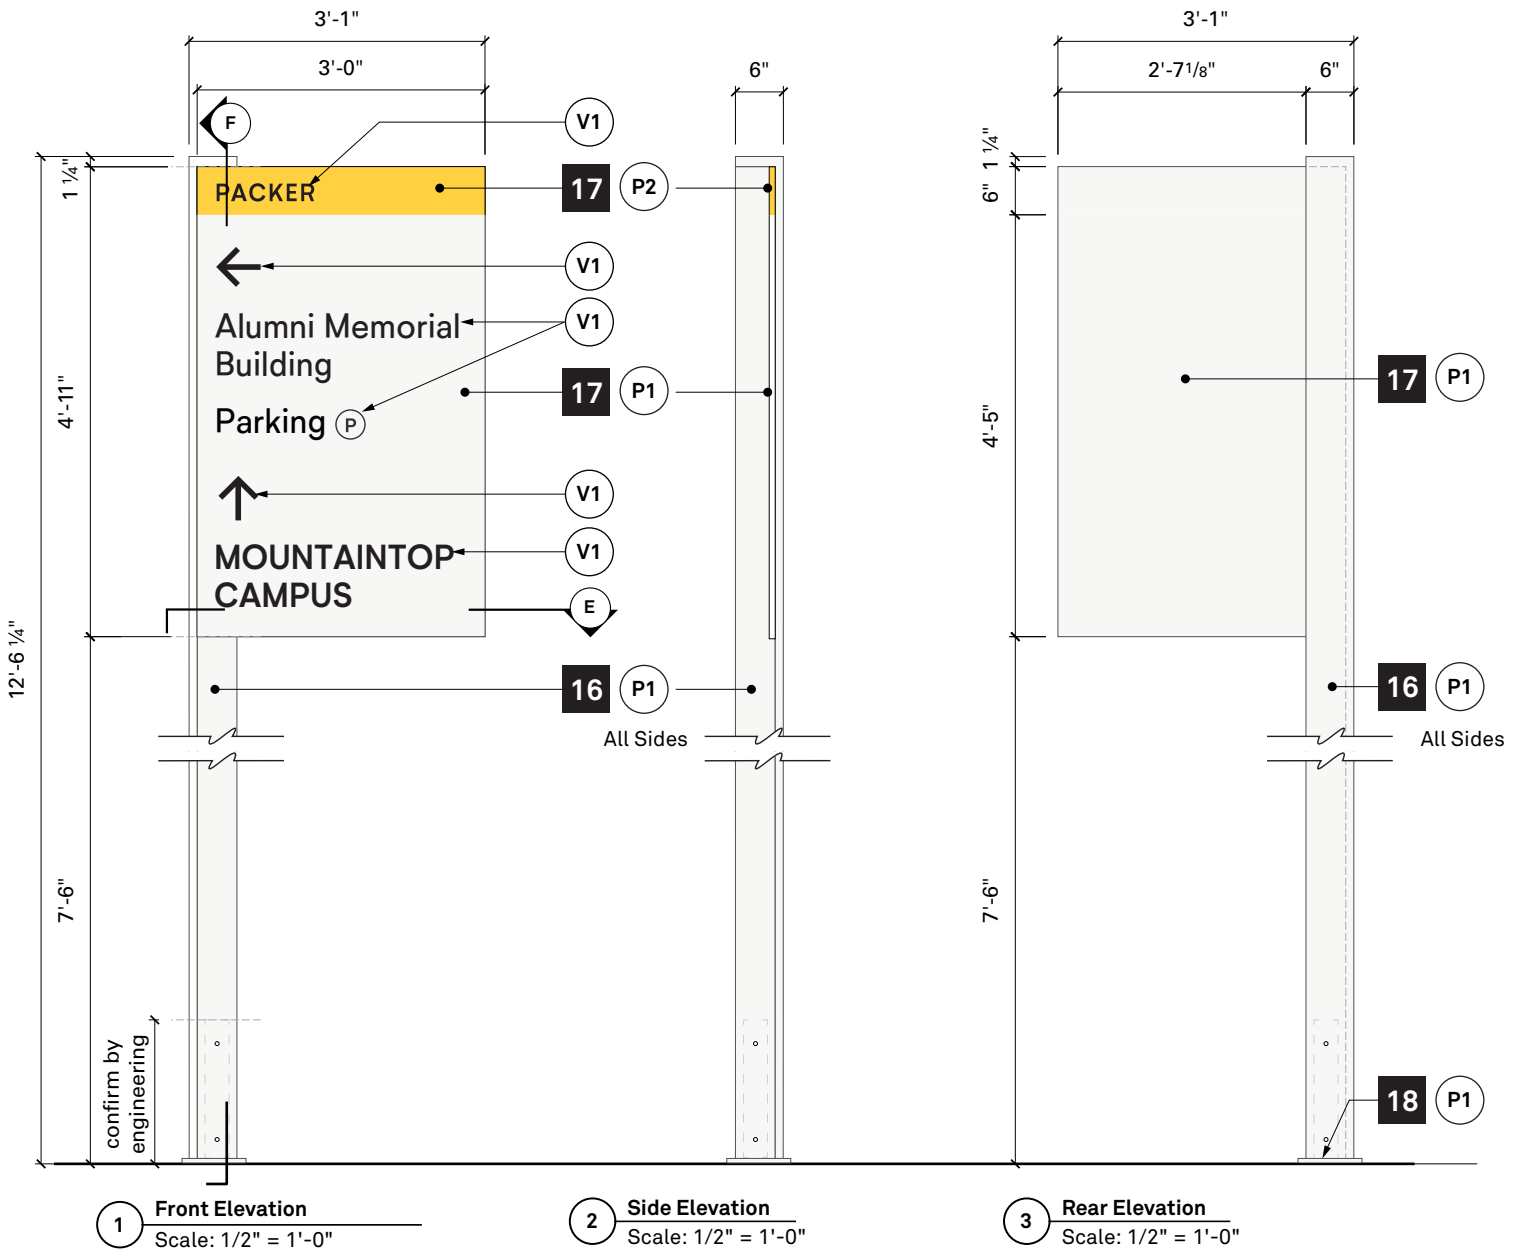 3'-1"
3'-0"
6"
3'-1"
2'-7 1/8"
6"
F
V1
1 ¼"
PACKER
17 P2
1 ¼"
6"
V1
Alumni Memorial
Building
V1
4'-11"
17 P1
17 P1
Parking P
4'-5"
V1
MOUNTAINTOP
CAMPUS
V1
E
12'-6 ¼"
16 P1
All Sides
16 P1
All Sides
7'-6"
7'-6"
confirm by
engineering
18 P1
1 Front Elevation
Scale: 1/2" = 1'-0"
2 Side Elevation
Scale: 1/2" = 1'-0"
3 Rear Elevation
Scale: 1/2" = 1'-0"